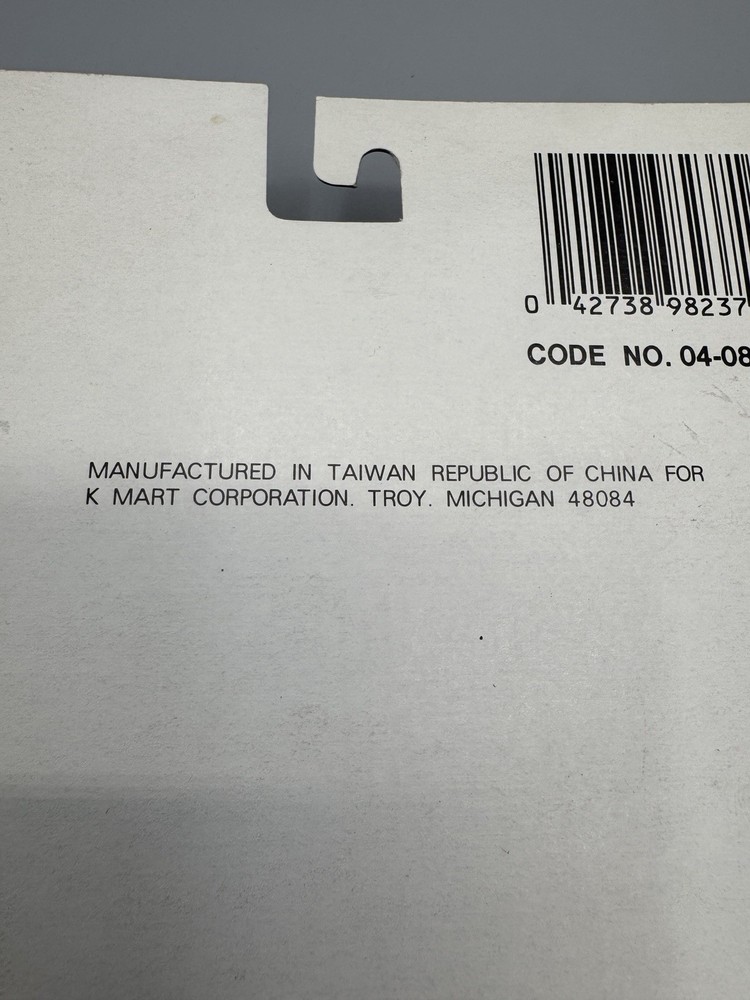 0 42738 98237
CODE NO. 04-08
MANUFACTURED IN TAIWAN REPUBLIC OF CHINA FOR
K MART CORPORATION. TROY. MICHIGAN 48084